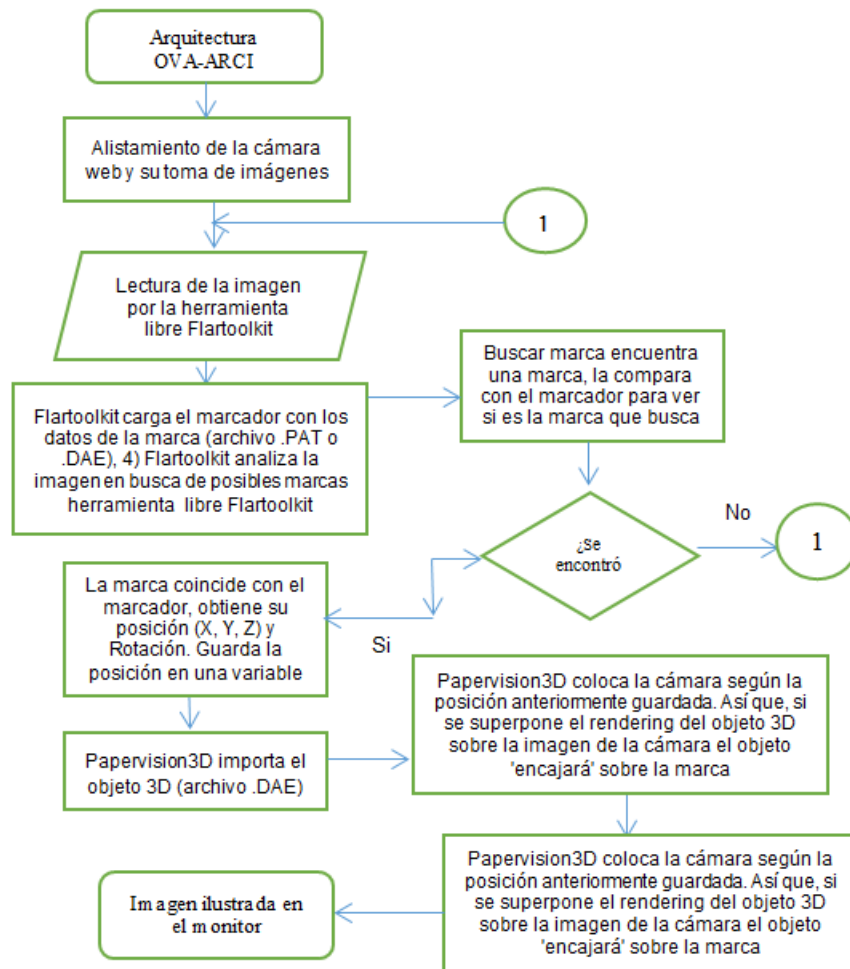 Arquitectura
OVA-ARCI
Alistamiento de la cámara
web y su toma de imágenes
1
Lectura de la imagen
por la herramienta
libre Flartoolkit
Flartoolkit carga el marcador con los
datos de la marca (archivo .PAT o
.DAE), 4) Flartoolkit analiza la
imagen en busca de posibles marcas
herramienta libre Flartoolkit
Buscar marca encuentra
una marca, la compara
con el marcador para ver
si es la marca que busca
¿Se
encontró
No
1
Si
La marca coincide con el
marcador, obtiene su
posición (X, Y, Z) y
Rotación. Guarda la
posición en una variable
Papervision3D importa el
objeto 3D (archivo .DAE)
Papervision3D coloca la cámara según la
posición anteriormente guardada. Así que, si
se superpone el rendering del objeto 3D
sobre la imagen de la cámara el objeto
'encajará' sobre la marca
Papervision3D coloca la cámara según la
posición anteriormente guardada. Así que, si
se superpone el rendering del objeto 3D
sobre la imagen de la cámara el objeto
'encajará' sobre la marca
Imagen ilustrada en
el monitor